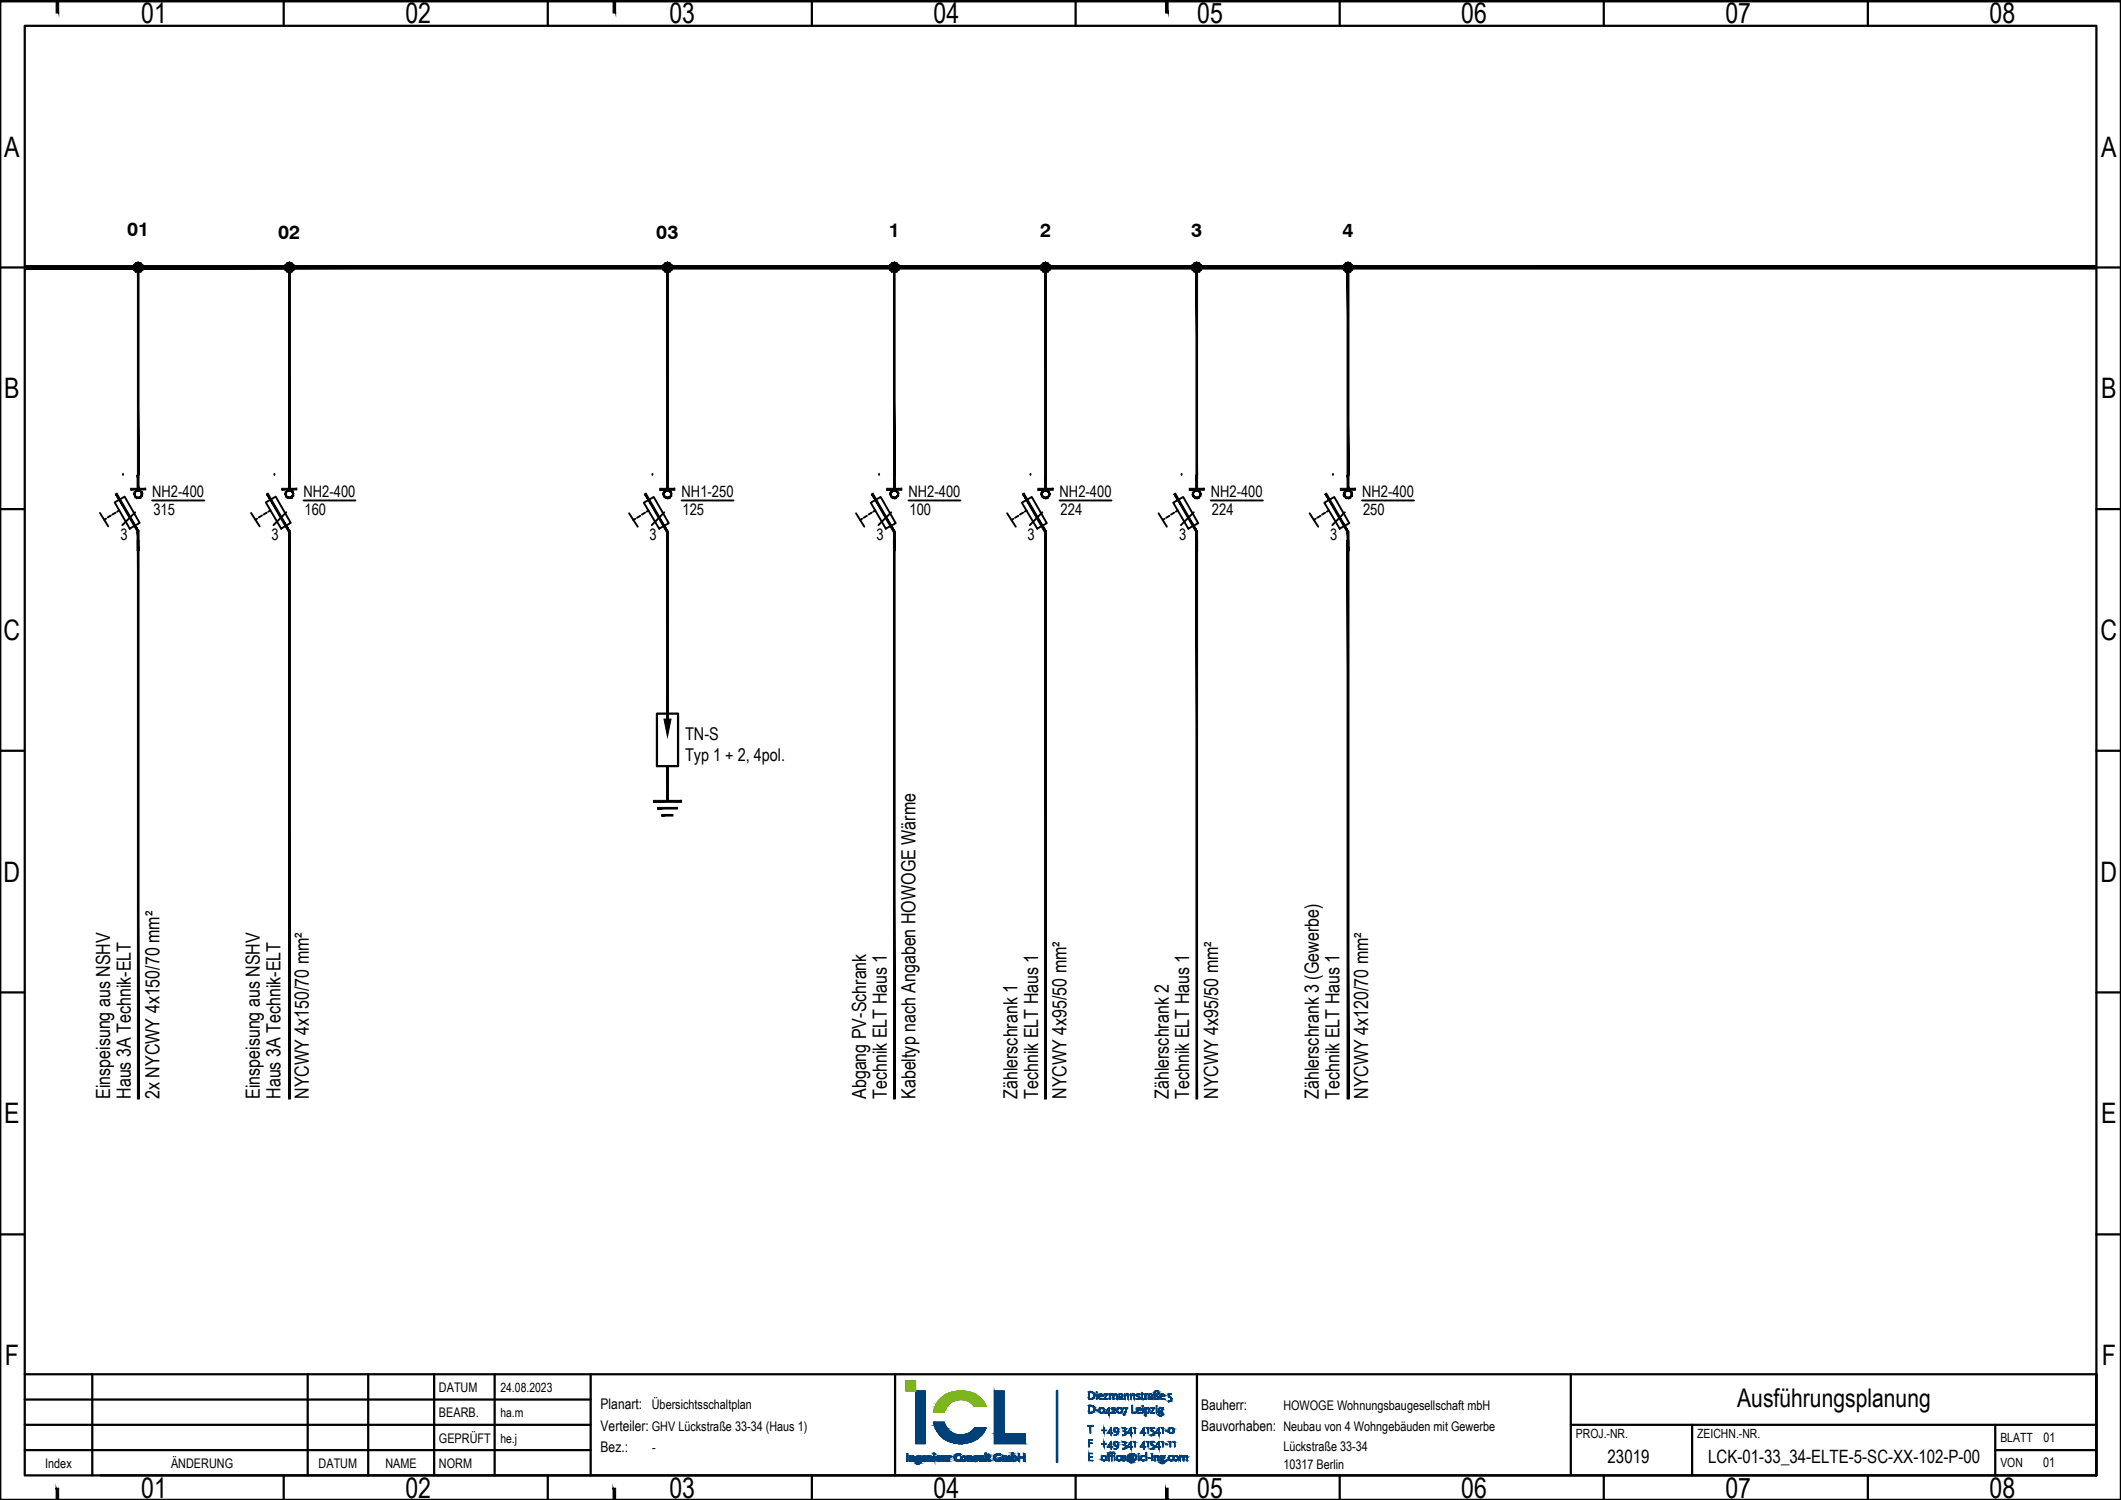 01 02 03 04 05 06 07 08
A A
01 02 03 1 2 3 4
B B
NH2-400
315
3
NH2-400
160
3
NH1-250
125
3
NH2-400
100
3
NH2-400
224
3
NH2-400
224
3
NH2-400
250
3
C C
TN-S
Typ 1 + 2, 4pol.
D D
Einspeisung aus NSHV
Haus 3A Technik-ELT
2x NYCWY 4x150/70 mm²
Einspeisung aus NSHV
Haus 3A Technik-ELT
NYCWY 4x150/70 mm²
Abgang PV-Schrank
Technik ELT Haus 1
Kabeltyp nach Angaben HOWOGE Wärme
Zählerschrank 1
Technik ELT Haus 1
NYCWY 4x95/50 mm²
Zählerschrank 2
Technik ELT Haus 1
NYCWY 4x95/50 mm²
Zählerschrank 3 (Gewerbe)
Technik ELT Haus 1
NYCWY 4x120/70 mm²
E E
F F
DATUM 24.08.2023
BEARB. ha.m
GEPRÜFT he.j
Index ÄNDERUNG DATUM NAME NORM
Planart: Übersichtsschaltplan
Verteiler: GHV Lückstraße 33-34 (Haus 1)
Bez.: -
ICL
Ingenieur Consult GmbH
Diezmannstraße 5
D-04207 Leipzig
T +49 341 41541-0
F +49 341 41541-11
E office@icl-ing.com
Bauherr: HOWOGE Wohnungsbaugesellschaft mbH
Bauvorhaben: Neubau von 4 Wohngebäuden mit Gewerbe
Lückstraße 33-34
10317 Berlin
Ausführungsplanung
PROJ.-NR.
23019
ZEICHN.-NR.
LCK-01-33_34-ELTE-5-SC-XX-102-P-00
BLATT 01
VON 01
01 02 03 04 05 06 07 08